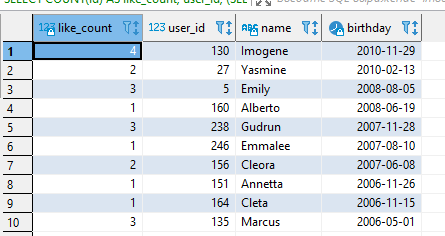 SELECT COUNT(id) AS like_count, user_id, (SEL
123 like_count 123 user_id ABC name birthday
1 4 130 Imogene 2010-11-29
2 2 27 Yasmine 2010-02-13
3 3 5 Emily 2008-08-05
4 1 160 Alberto 2008-06-19
5 3 238 Gudrun 2007-11-28
6 1 246 Emmalee 2007-08-10
7 2 156 Cleora 2007-06-08
8 1 151 Annetta 2006-11-26
9 1 164 Cleta 2006-11-15
10 3 135 Marcus 2006-05-01